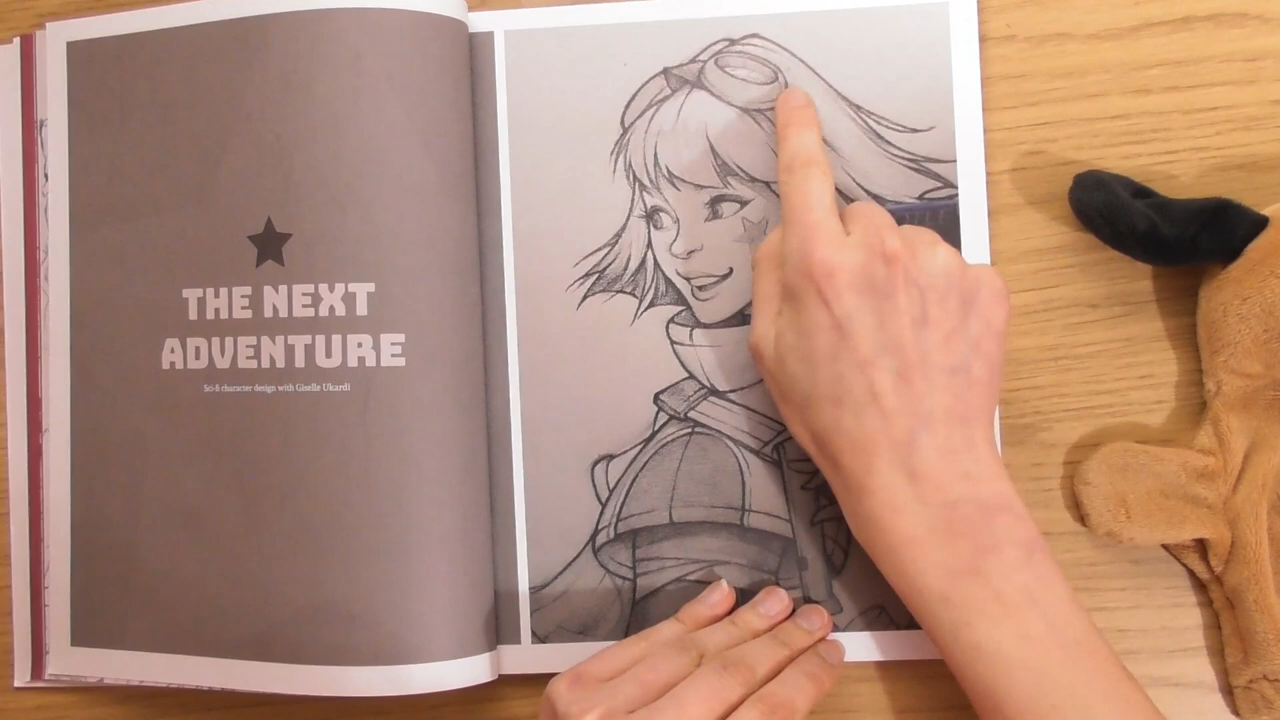 THE NEXT
ADVENTURE
Sci-fi character design with Giselle Ukardi